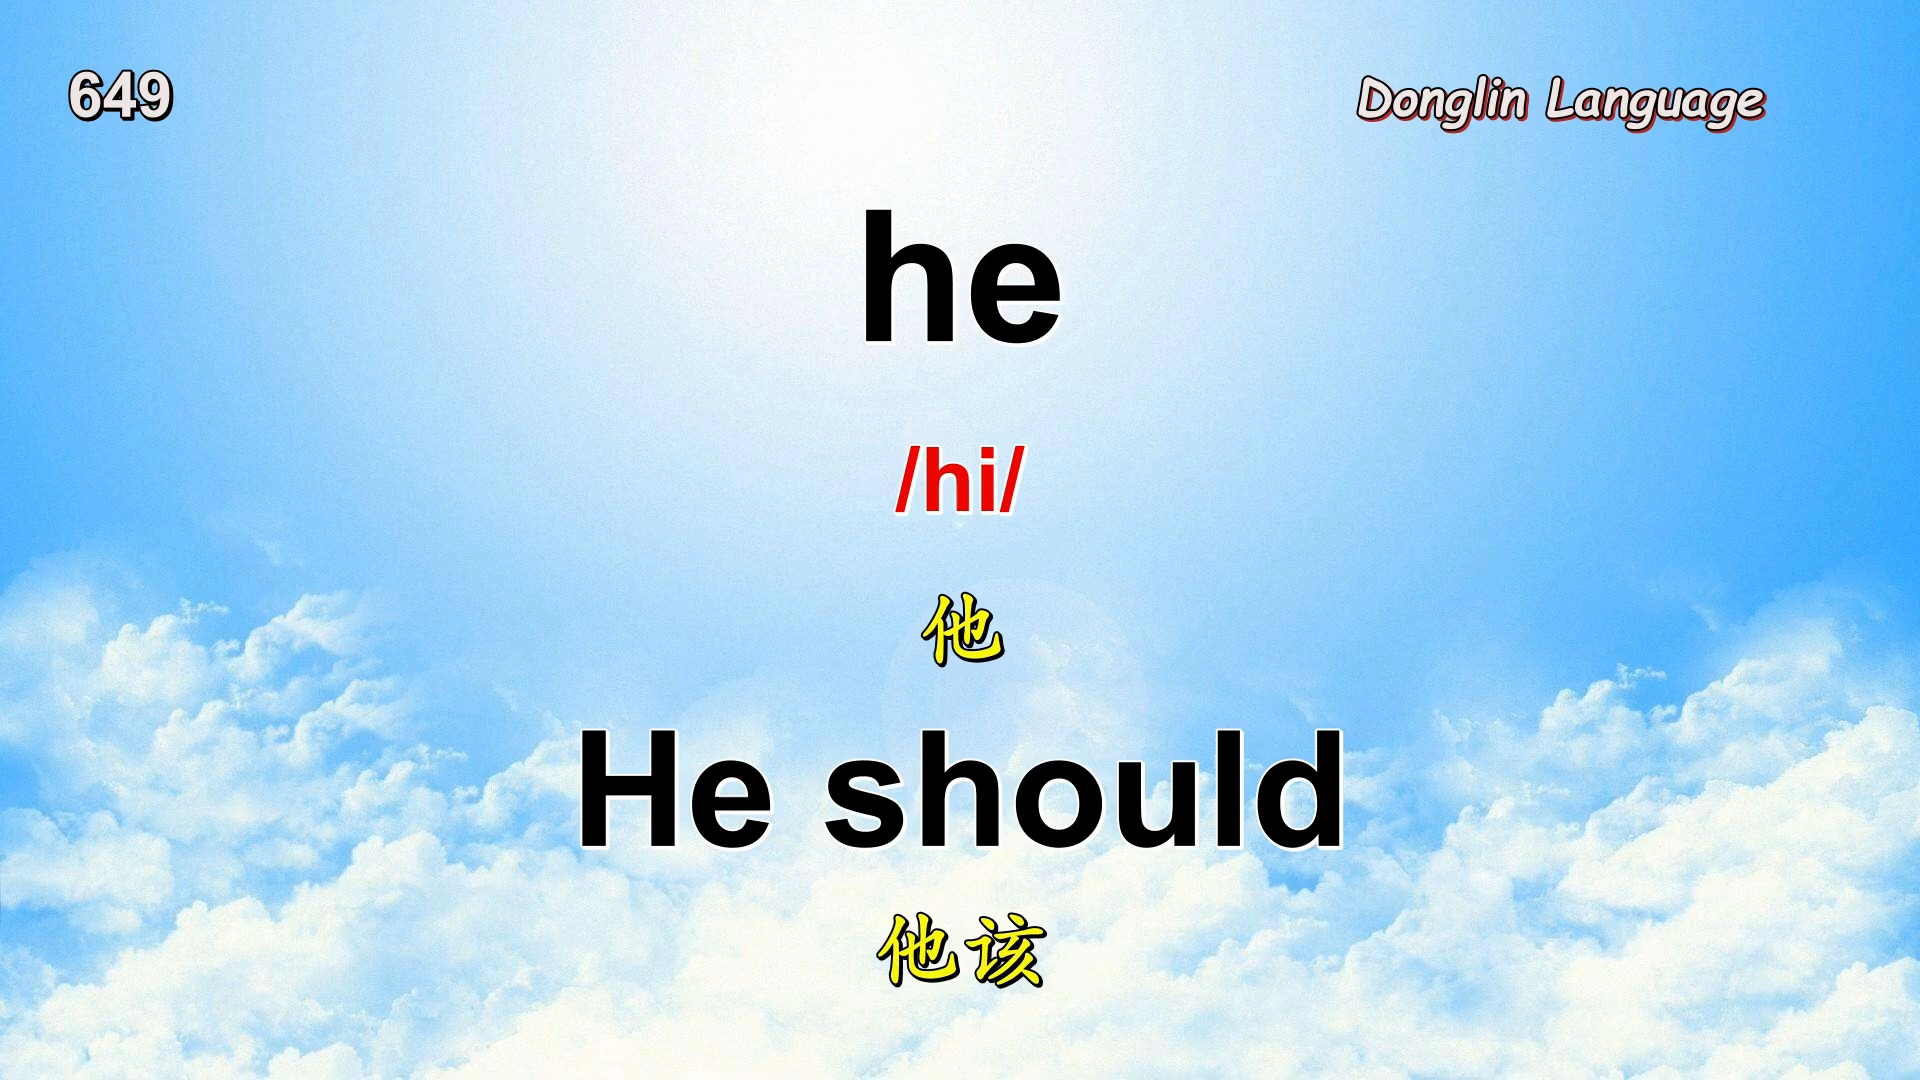 649
Donglin Language
he
/hi/
他
He should
他该